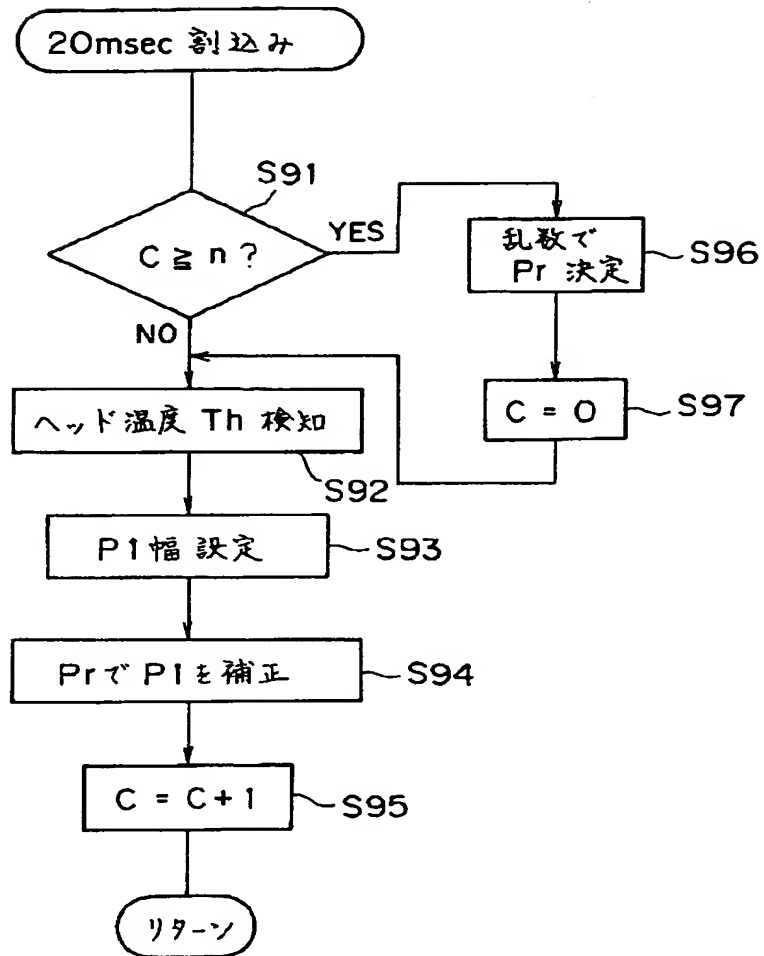 20msec 割込み
S91
C ≧ n ?
YES
NO
乱数で
Pr 決定
S96
C = 0
S97
ヘッド温度 Th 検知
S92
P1幅設定
S93
PrでP1を補正
S94
C = C+1
S95
リターン